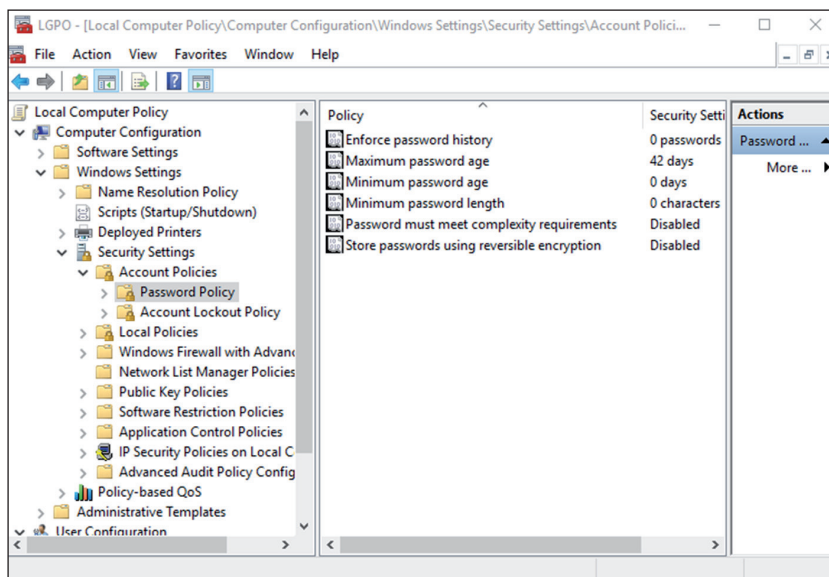 LGPO - [Local Computer Policy\Computer Configuration\Windows Settings\Security Settings\Account Polici...
File Action View Favorites Window Help
Local Computer Policy
Computer Configuration
Software Settings
Windows Settings
Name Resolution Policy
Scripts (Startup/Shutdown)
Deployed Printers
Security Settings
Account Policies
Password Policy
Account Lockout Policy
Local Policies
Windows Firewall with Advanc
Network List Manager Policies
Public Key Policies
Software Restriction Policies
Application Control Policies
IP Security Policies on Local C
Advanced Audit Policy Config
Policy-based QoS
Administrative Templates
User Configuration
Policy Security Setti
Enforce password history 0 passwords
Maximum password age 42 days
Minimum password age 0 days
Minimum password length 0 characters
Password must meet complexity requirements Disabled
Store passwords using reversible encryption Disabled
Actions
Password ...
More ...